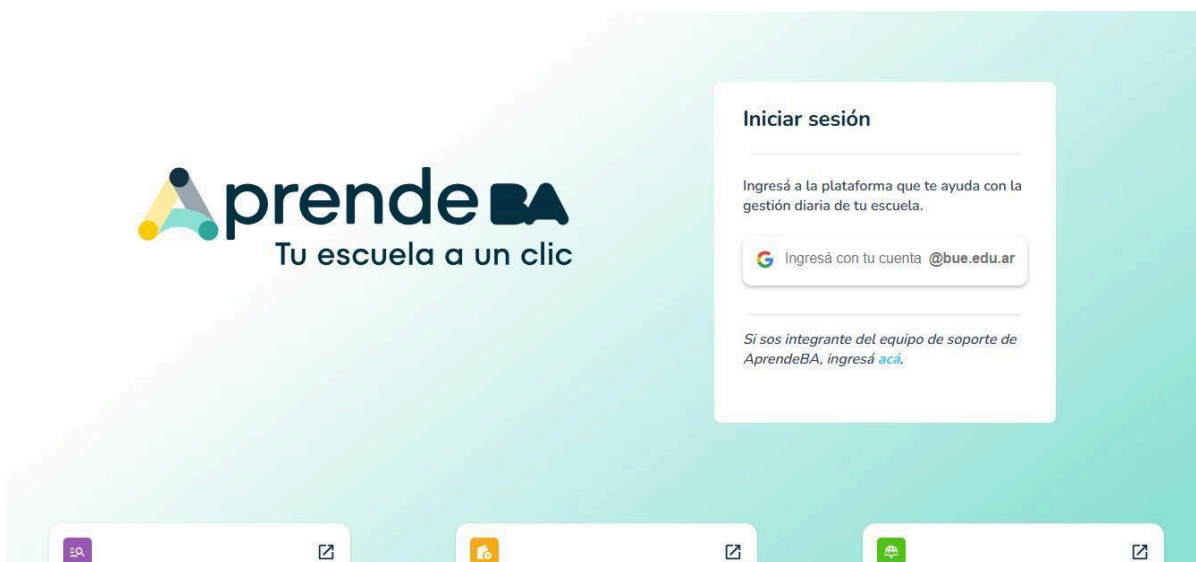 Aprende BA
Tu escuela a un clic
Iniciar sesión
Ingresá a la plataforma que te ayuda con la
gestión diaria de tu escuela.
Ingresá con tu cuenta @bue.edu.ar
Si sos integrante del equipo de soporte de
AprendeBA, ingresá acá.